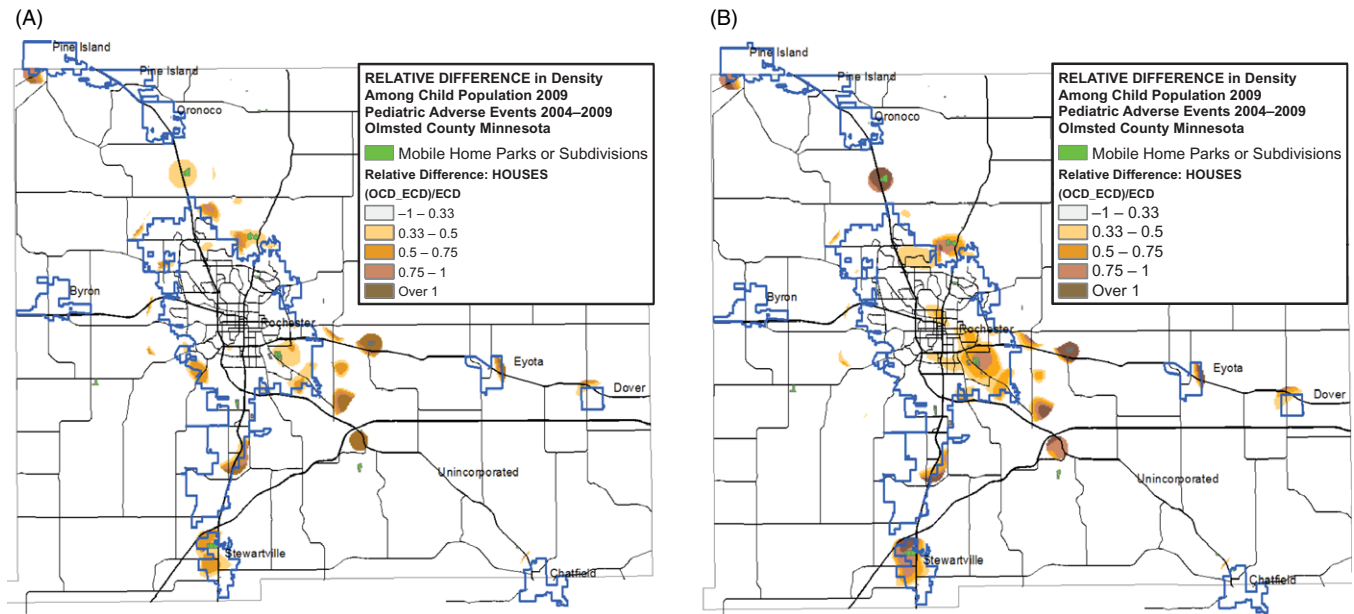 (A)
Pine Island
Pine Island
Oronoco
Byron
Rochester
Eyota
Dover
Unincorporated
Stewartville
Chatfield
RELATIVE DIFFERENCE in Density
Among Child Population 2009
Pediatric Adverse Events 2004–2009
Olmsted County Minnesota
Mobile Home Parks or Subdivisions
Relative Difference: HOUSES
(OCD_ECD)/ECD
–1 – 0.33
0.33 – 0.5
0.5 – 0.75
0.75 – 1
Over 1
(B)
Pine Island
Pine Island
Oronoco
Byron
Rochester
Eyota
Dover
Unincorporated
Stewartville
Chatfield
RELATIVE DIFFERENCE in Density
Among Child Population 2009
Pediatric Adverse Events 2004–2009
Olmsted County Minnesota
Mobile Home Parks or Subdivisions
Relative Difference: HOUSES
(OCD_ECD)/ECD
–1 – 0.33
0.33 – 0.5
0.5 – 0.75
0.75 – 1
Over 1